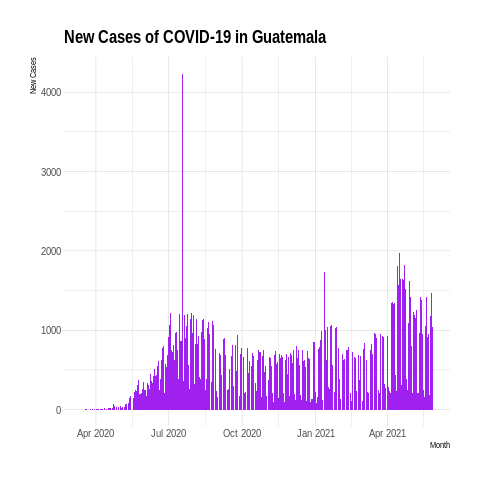 New Cases of COVID-19 in Guatemala
New Cases
4000
3000
2000
1000
0
Apr 2020 Jul 2020 Oct 2020 Jan 2021 Apr 2021
Month